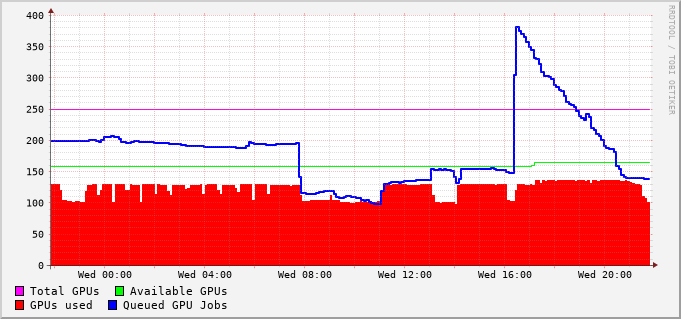 400
350
300
250
200
150
100
50
0
Wed 00:00 Wed 04:00 Wed 08:00 Wed 12:00 Wed 16:00 Wed 20:00
Total GPUs Available GPUs
GPUs used Queued GPU Jobs
RRDTOOL / TOBI OETIKER